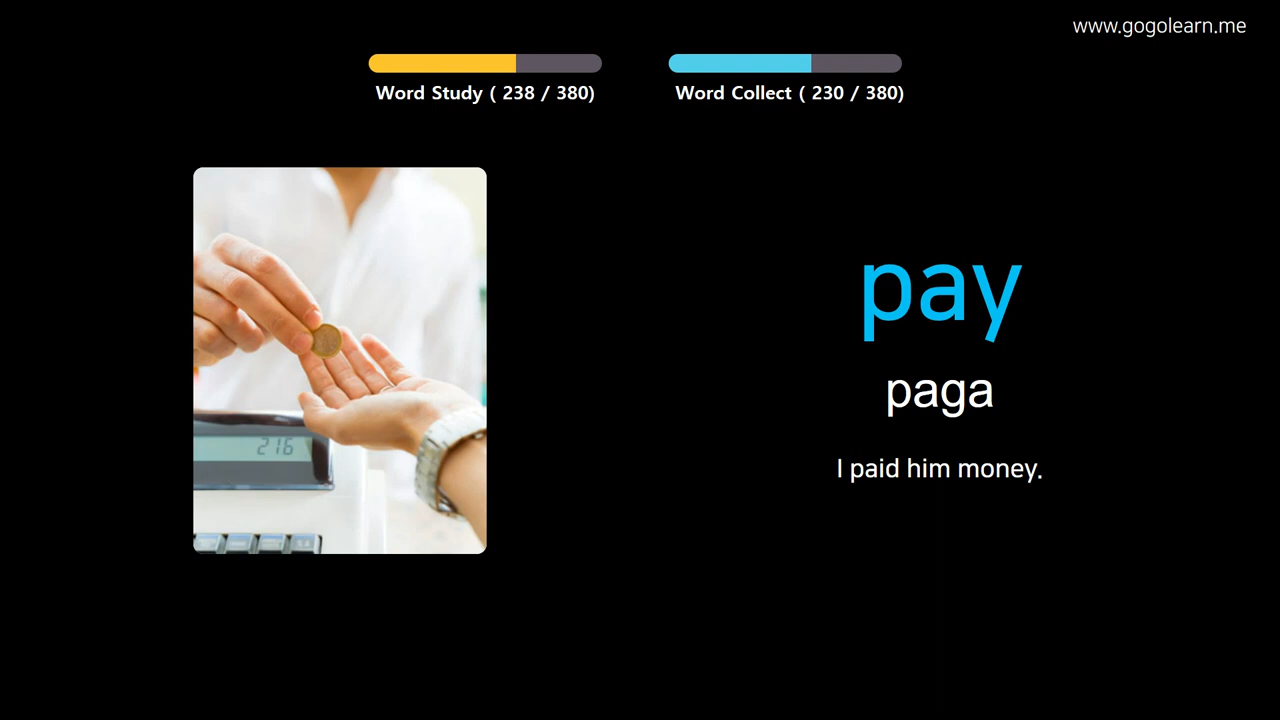 www.gogolearn.me
Word Study ( 238 / 380)
Word Collect ( 230 / 380)
pay
paga
I paid him money.
216